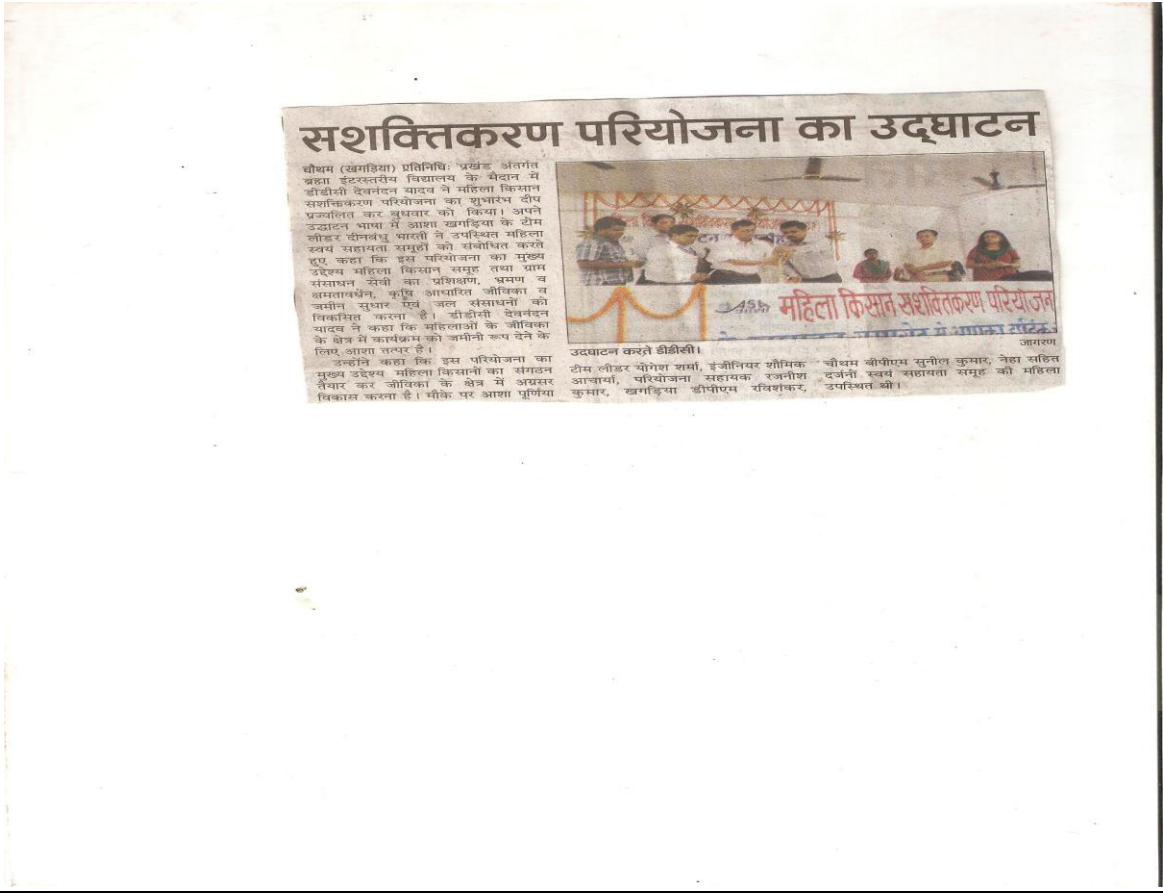 सशक्तिकरण परियोजना का उद्घाटन
चौथम (खगड़िया) प्रतिनिधि: प्रखंड अंतर्गत
ब्रह्मा इंटरस्तरीय विद्यालय के मैदान में
डीडीसी देवनंदन यादव ने महिला किसान
सशक्तिकरण परियोजना का शुभारंभ दीप
प्रज्वलित कर बुधवार को किया। अपने
उद्घाटन भाषा में आशा खगड़िया के टीम
लीडर दीनबंधु भारती ने उपस्थित महिला
स्वयं सहायता समूहों को संबोधित करते
हुए कहा कि इस परियोजना का मुख्य
उद्देश्य महिला किसान समूह तथा ग्राम
संसाधन सेवी का प्रशिक्षण, भ्रमण व
क्षमतावर्धन, कृषि आधारित जीविका व
जमीन सुधार एवं जल संसाधनों को
विकसित करना है। डीडीसी देवनंदन
यादव ने कहा कि महिलाओं के जीविका
के क्षेत्र में कार्यक्रम को जमीनी रूप देने के
लिए आशा तत्पर है।
उन्होंने कहा कि इस परियोजना का
मुख्य उद्देश्य महिला किसानों का संगठन
तैयार कर जीविका के क्षेत्र में अग्रसर
विकास करना है। मौके पर आशा पूर्णिया
महिला किसान सशक्तिकरण परियोजन
जागरण
उदघाटन करते डीडीसी।
टीम लीडर योगेश शर्मा, इंजीनियर शौमिक
आचार्या, परियोजना सहायक रजनीश
कुमार, खगड़िया डीपीएम रविशंकर,
चौथम बीपीएम सुनील कुमार, नेहा सहित
दर्जनों स्वयं सहायता समूह की महिला
उपस्थित थी।